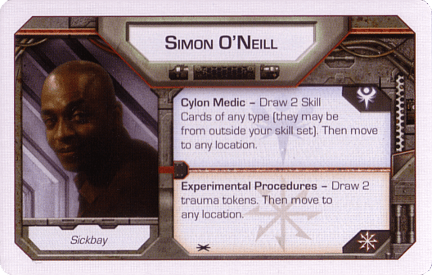 SIMON O'NEILL
Cylon Medic – Draw 2 Skill
Cards of any type (they may be
from outside your skill set). Then move
to any location.
Experimental Procedures – Draw 2
trauma tokens. Then move to
any location.
Sickbay